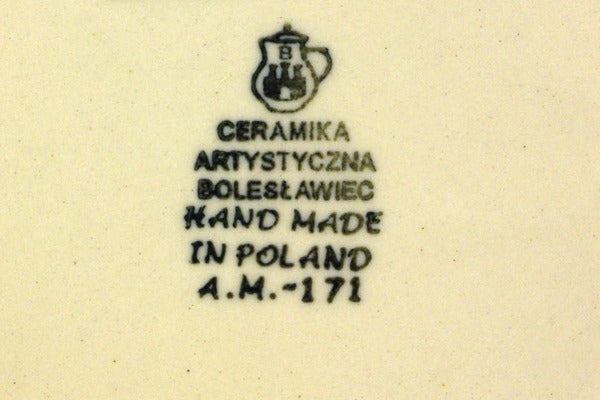 B
CERAMIKA
ARTYSTYCZNA
BOLESŁAWIEC
HAND MADE
IN POLAND
A.M.-171